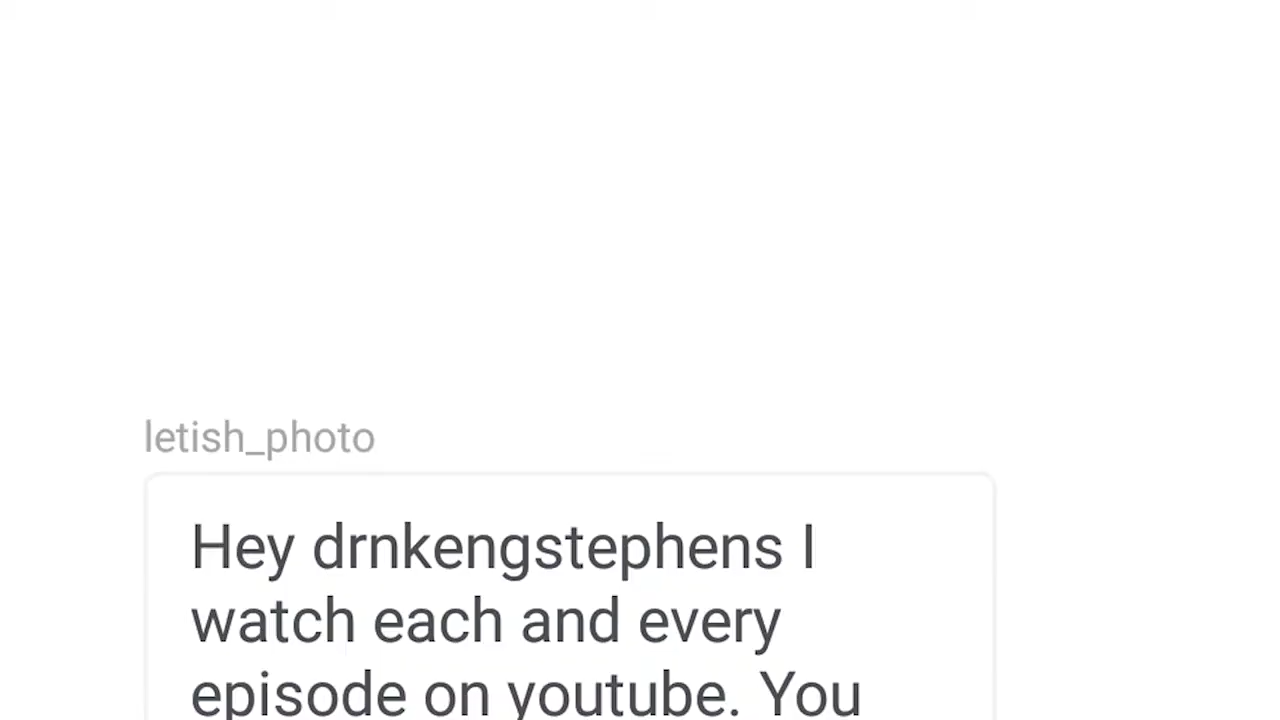 letish_photo
Hey drnkengstephens I
watch each and every
episode on youtube. You